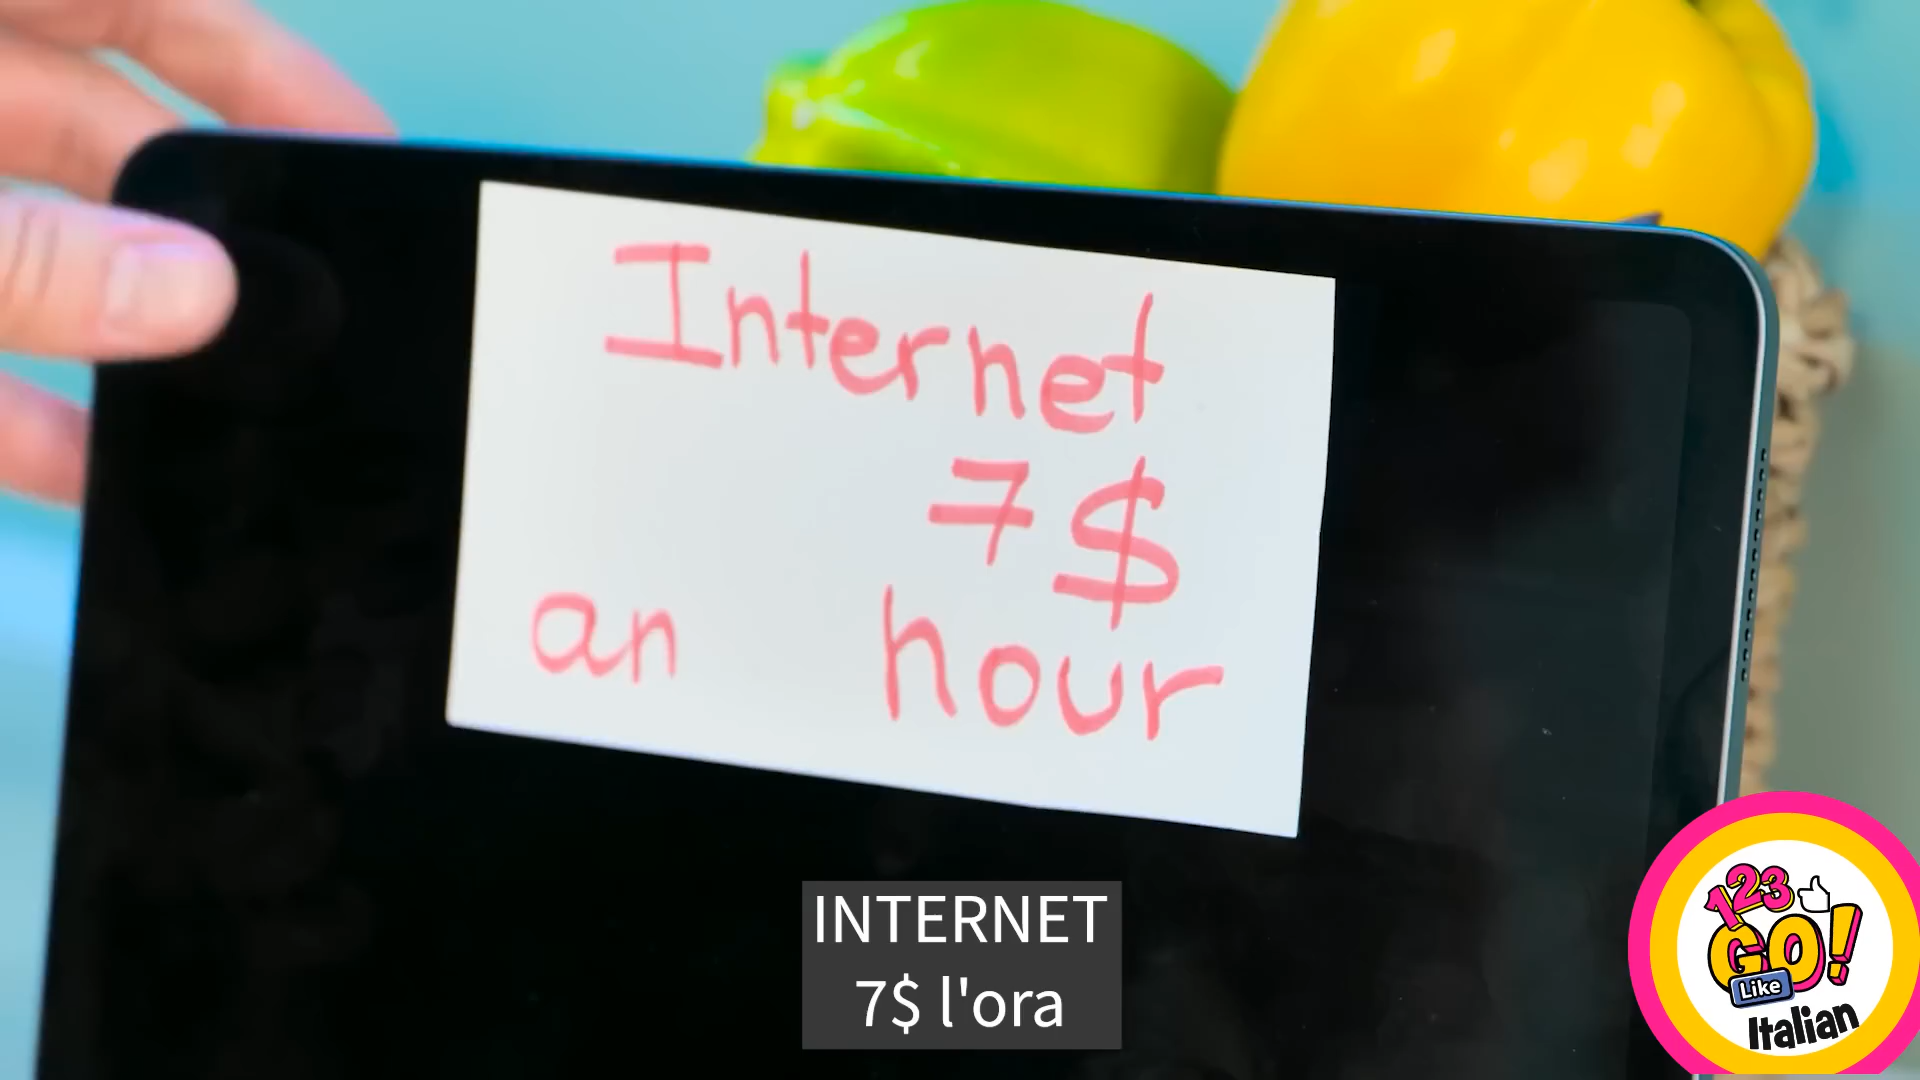 Internet
7$
an hour
INTERNET
7$ l'ora
123
GO!
Like
Italian